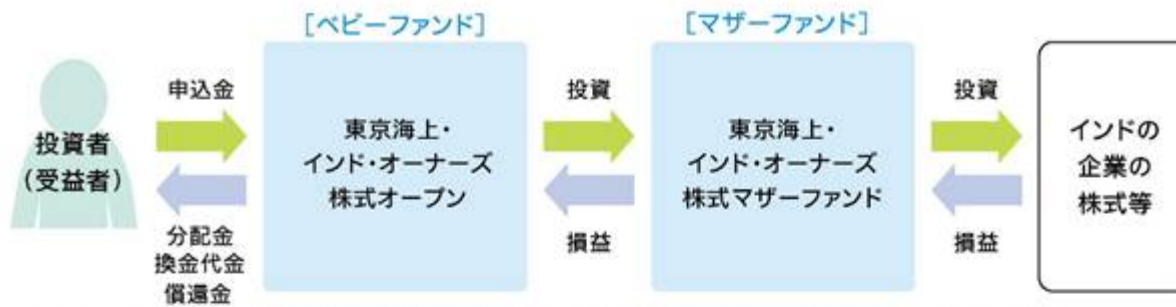 [ベビーファンド]
[マザーファンド]
申込金
投資
投資
投資者
(受益者)
東京海上・
インド・オーナーズ
株式オープン
東京海上・
インド・オーナーズ
株式マザーファンド
インドの
企業の
株式等
分配金
換金代金
償還金
損益
損益